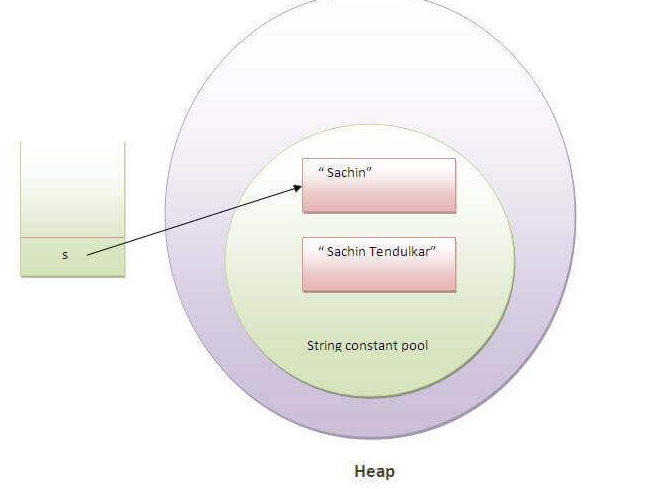 “ Sachin”
s
“ Sachin Tendulkar”
String constant pool
Heap